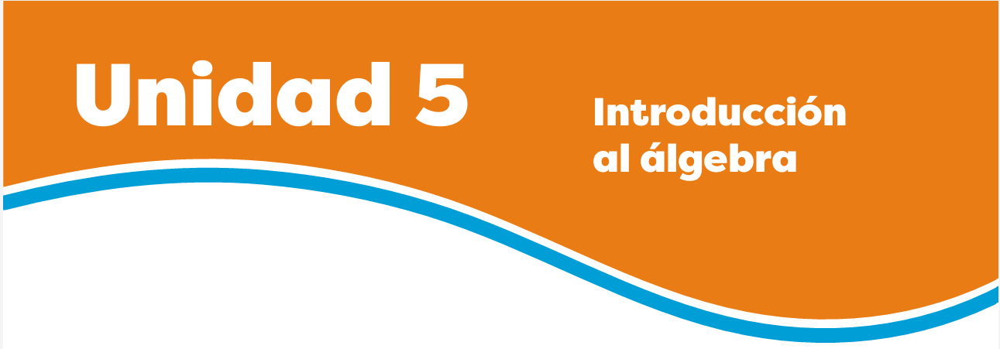 Unidad 5
Introducción
al álgebra